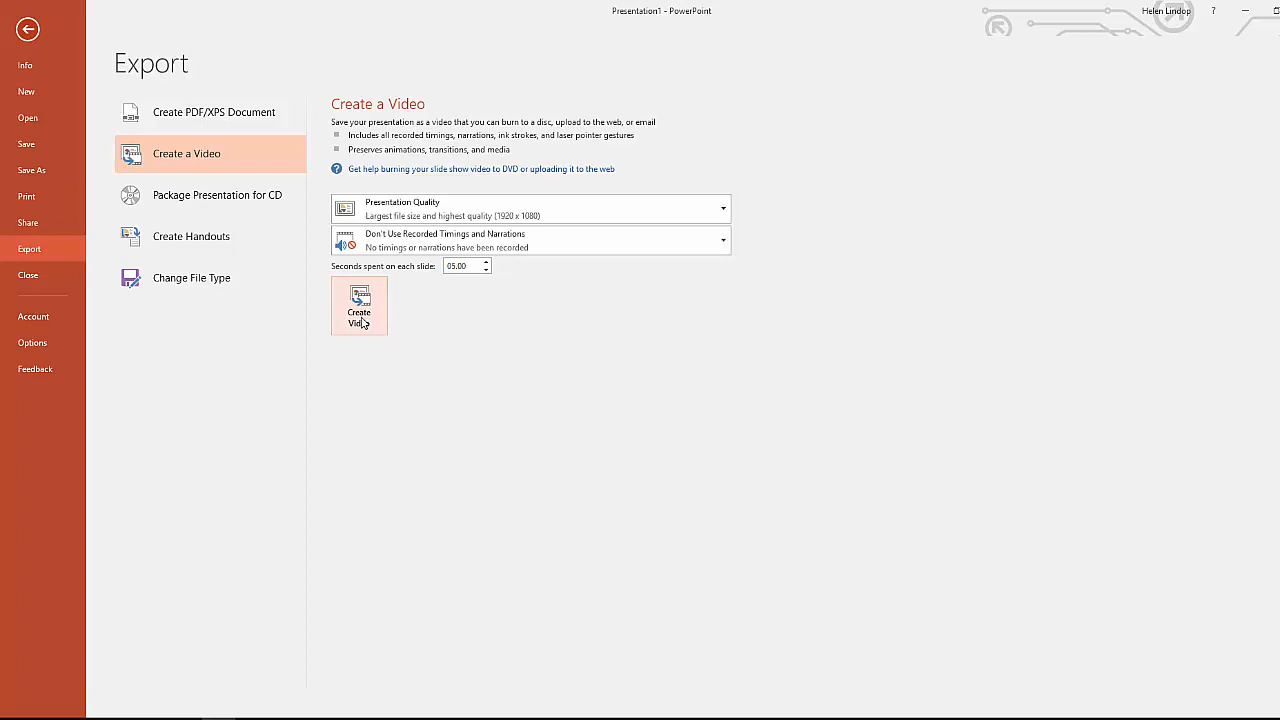 Presentation1 - PowerPoint
Helen Lindop
?
Info
New
Open
Save
Save As
Print
Share
Export
Close
Account
Options
Feedback
Export
Create PDF/XPS Document
Create a Video
Package Presentation for CD
Create Handouts
Change File Type
Create a Video
Save your presentation as a video that you can burn to a disc, upload to the web, or email
Includes all recorded timings, narrations, ink strokes, and laser pointer gestures
Preserves animations, transitions, and media
? Get help burning your slide show video to DVD or uploading it to the web
Presentation Quality
Largest file size and highest quality (1920 x 1080)
Don't Use Recorded Timings and Narrations
No timings or narrations have been recorded
Seconds spent on each slide: 05.00
Create
Video